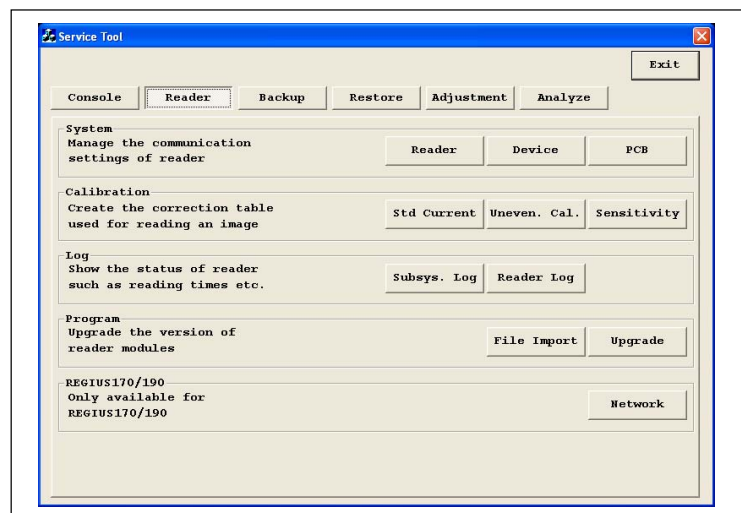 Service Tool
Exit
Console Reader Backup Restore Adjustment Analyze
System
Manage the communication
settings of reader
Reader Device PCB
Calibration
Create the correction table
used for reading an image
Std Current Uneven. Cal. Sensitivity
Log
Show the status of reader
such as reading times etc.
Subsys. Log Reader Log
Program
Upgrade the version of
reader modules
File Import Upgrade
REGIUS170/190
Only available for
REGIUS170/190
Network